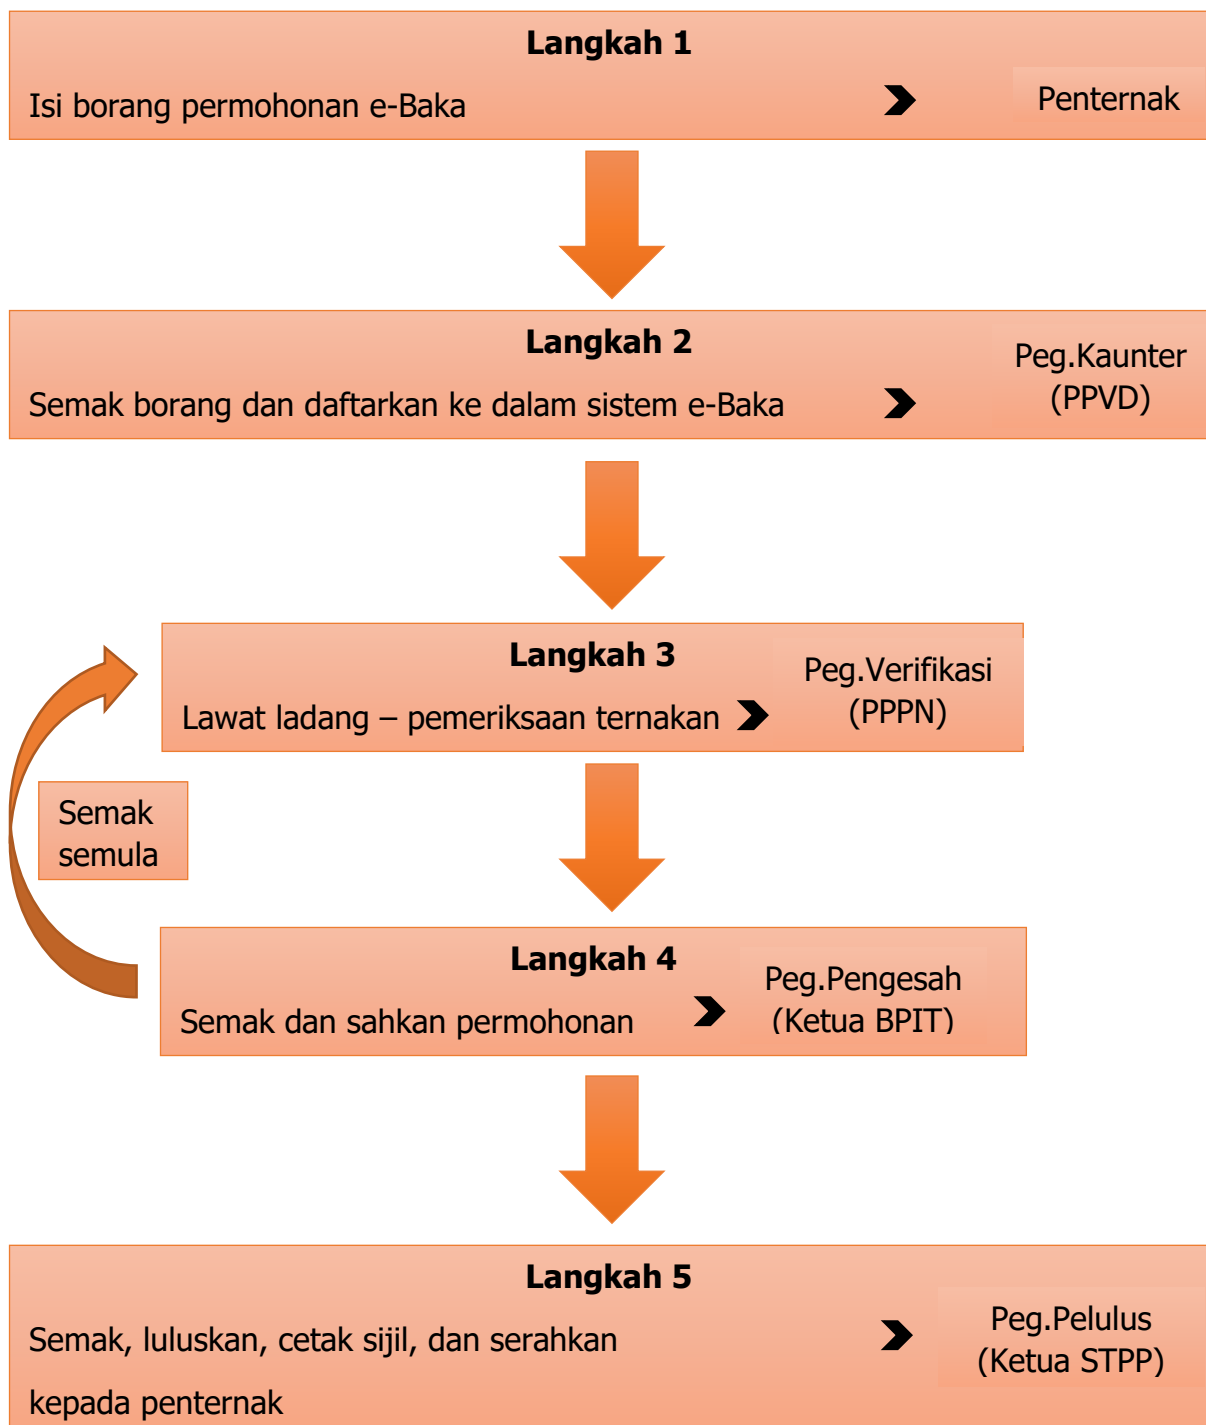 Langkah 1
Isi borang permohonan e-Baka
Penternak
Langkah 2
Semak borang dan daftarkan ke dalam sistem e-Baka
Peg.Kaunter
(PPVD)
Langkah 3
Lawat ladang – pemeriksaan ternakan
Peg.Verifikasi
(PPPN)
Semak
semula
Langkah 4
Semak dan sahkan permohonan
Peg.Pengesah
(Ketua BPIT)
Langkah 5
Semak, luluskan, cetak sijil, dan serahkan
kepada penternak
Peg.Pelulus
(Ketua STPP)